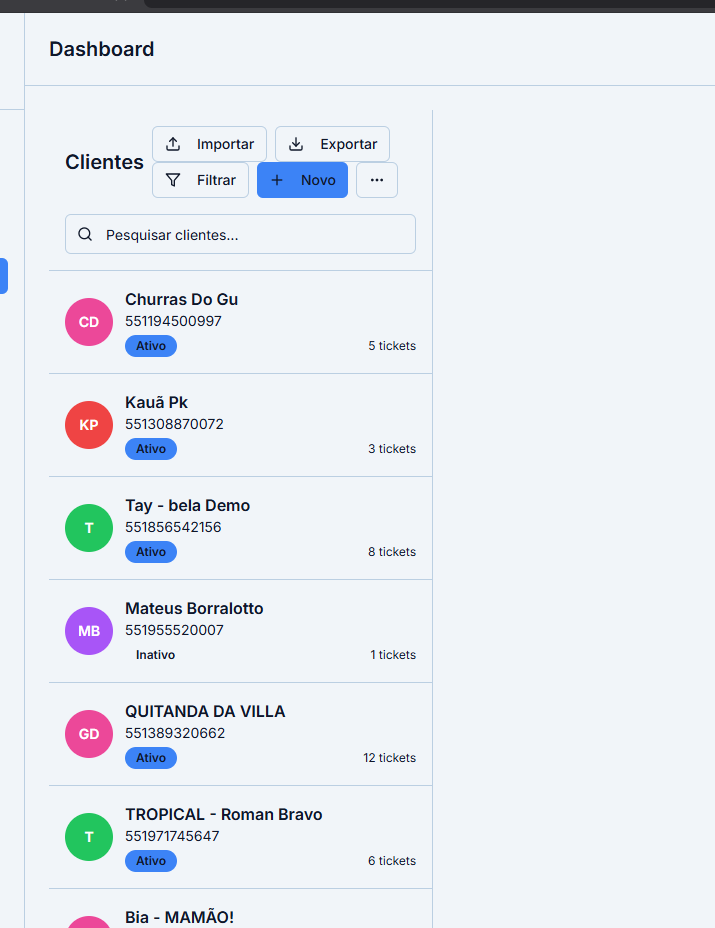 Dashboard
Clientes
Importar
Exportar
Filtrar
Novo
Pesquisar clientes...
CD
Churras Do Gu
551194500997
Ativo
5 tickets
KP
Kauã Pk
551308870072
Ativo
3 tickets
T
Tay - bela Demo
551856542156
Ativo
8 tickets
MB
Mateus Borralotto
551955520007
Inativo
1 tickets
GD
QUITANDA DA VILLA
551389320662
Ativo
12 tickets
T
TROPICAL - Roman Bravo
551971745647
Ativo
6 tickets
Bia - MAMÃO!